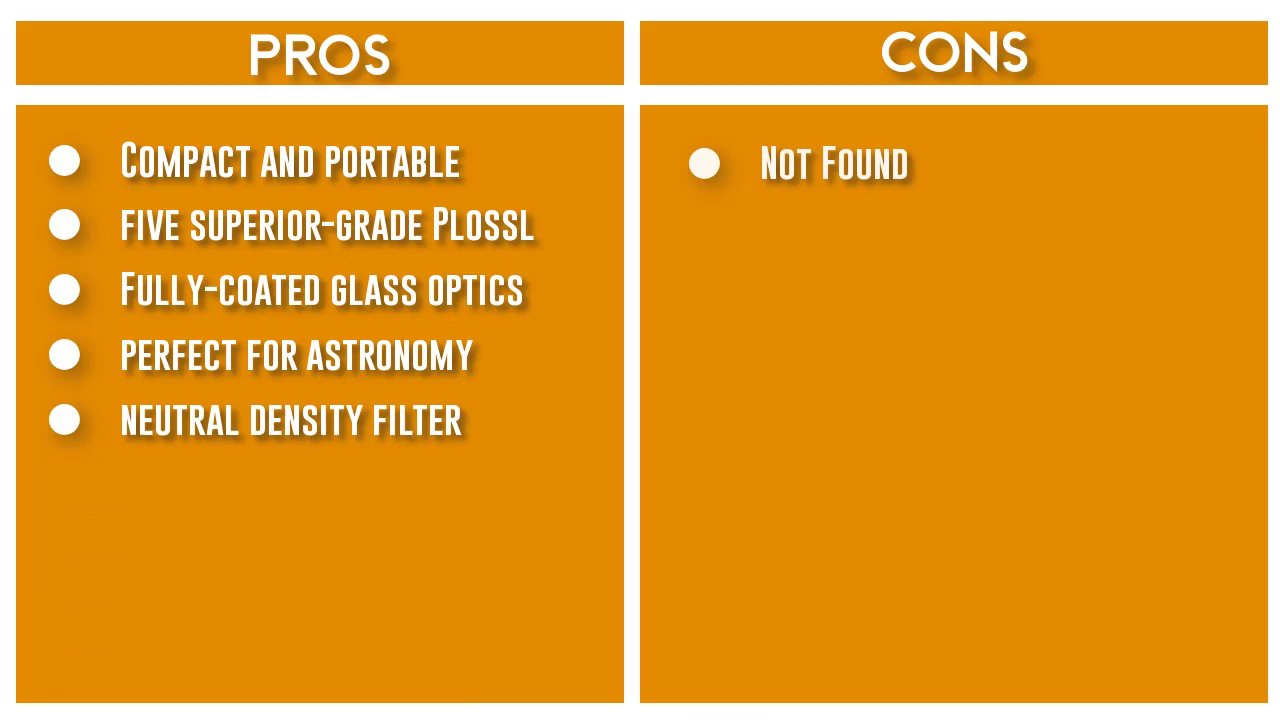 PROS
Compact and portable
five superior-grade Plossl
Fully-coated glass optics
perfect for astronomy
neutral density filter
CONS
Not Found